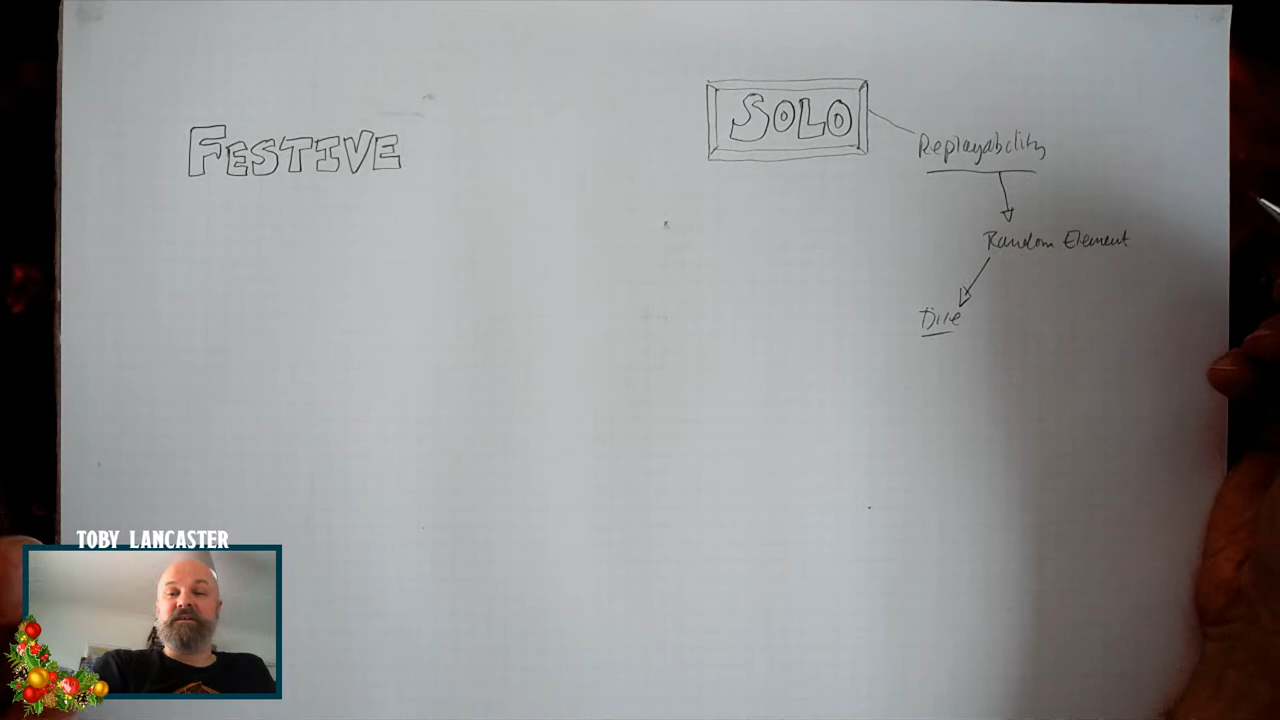 SOLO
FESTIVE
Replayability
Random Element
Dice
TOBY LANCASTER